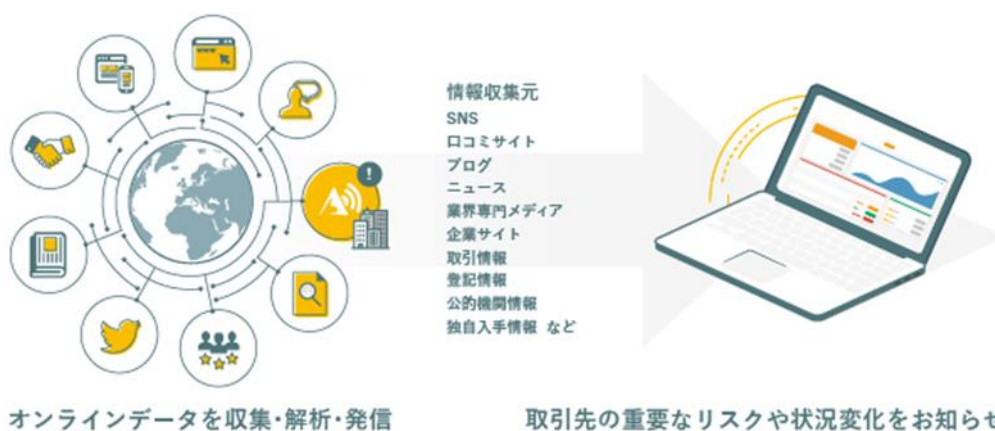 www
情報収集元
SNS
口コミサイト
ブログ
ニュース
業界専門メディア
企業サイト
取引情報
登記情報
公的機関情報
独自入手情報 など
オンラインデータを収集・解析・発信
取引先の重要なリスクや状況変化をお知らせ